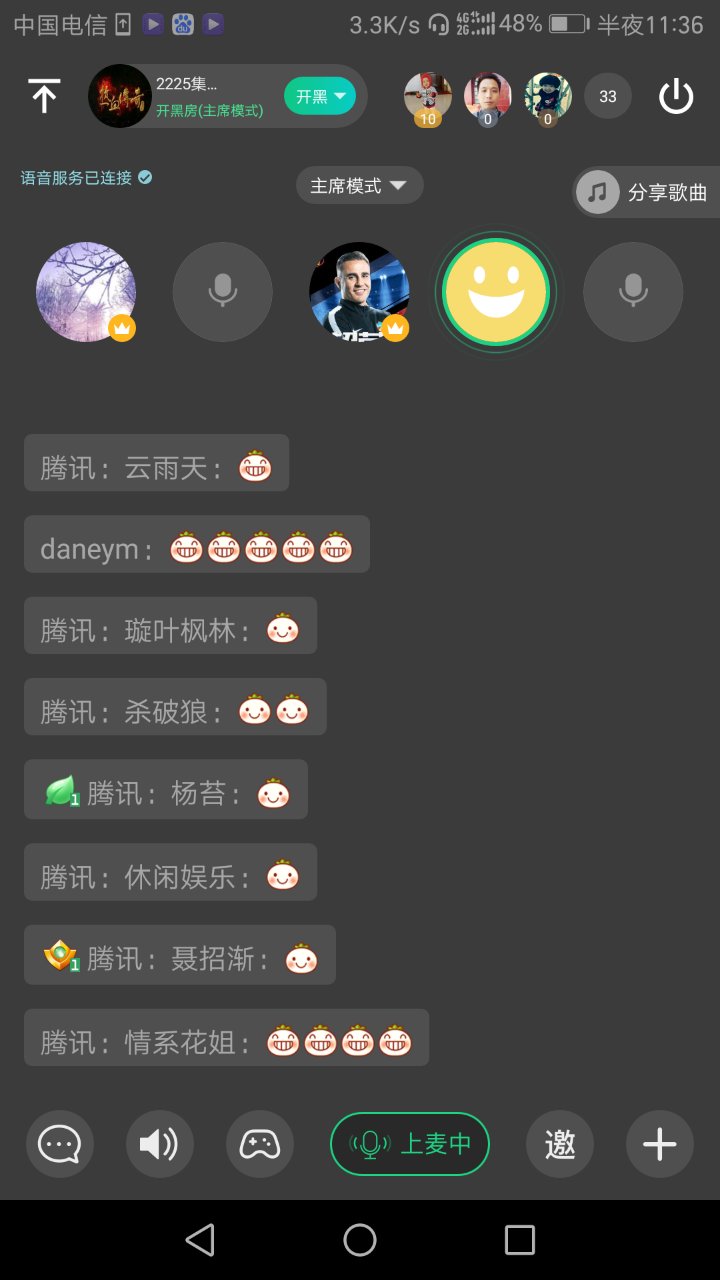 中国电信
3.3K/s
4G
2G
48%
半夜11:36
2225集...
开黑房(主席模式)
开黑
10
0
0
33
语音服务已连接
主席模式
分享歌曲
腾讯：云雨天：
daneym：
腾讯：璇叶枫林：
腾讯：杀破狼：
1
腾讯：杨苔：
腾讯：休闲娱乐：
1
腾讯：聂招渐：
腾讯：情系花姐：
上麦中
邀